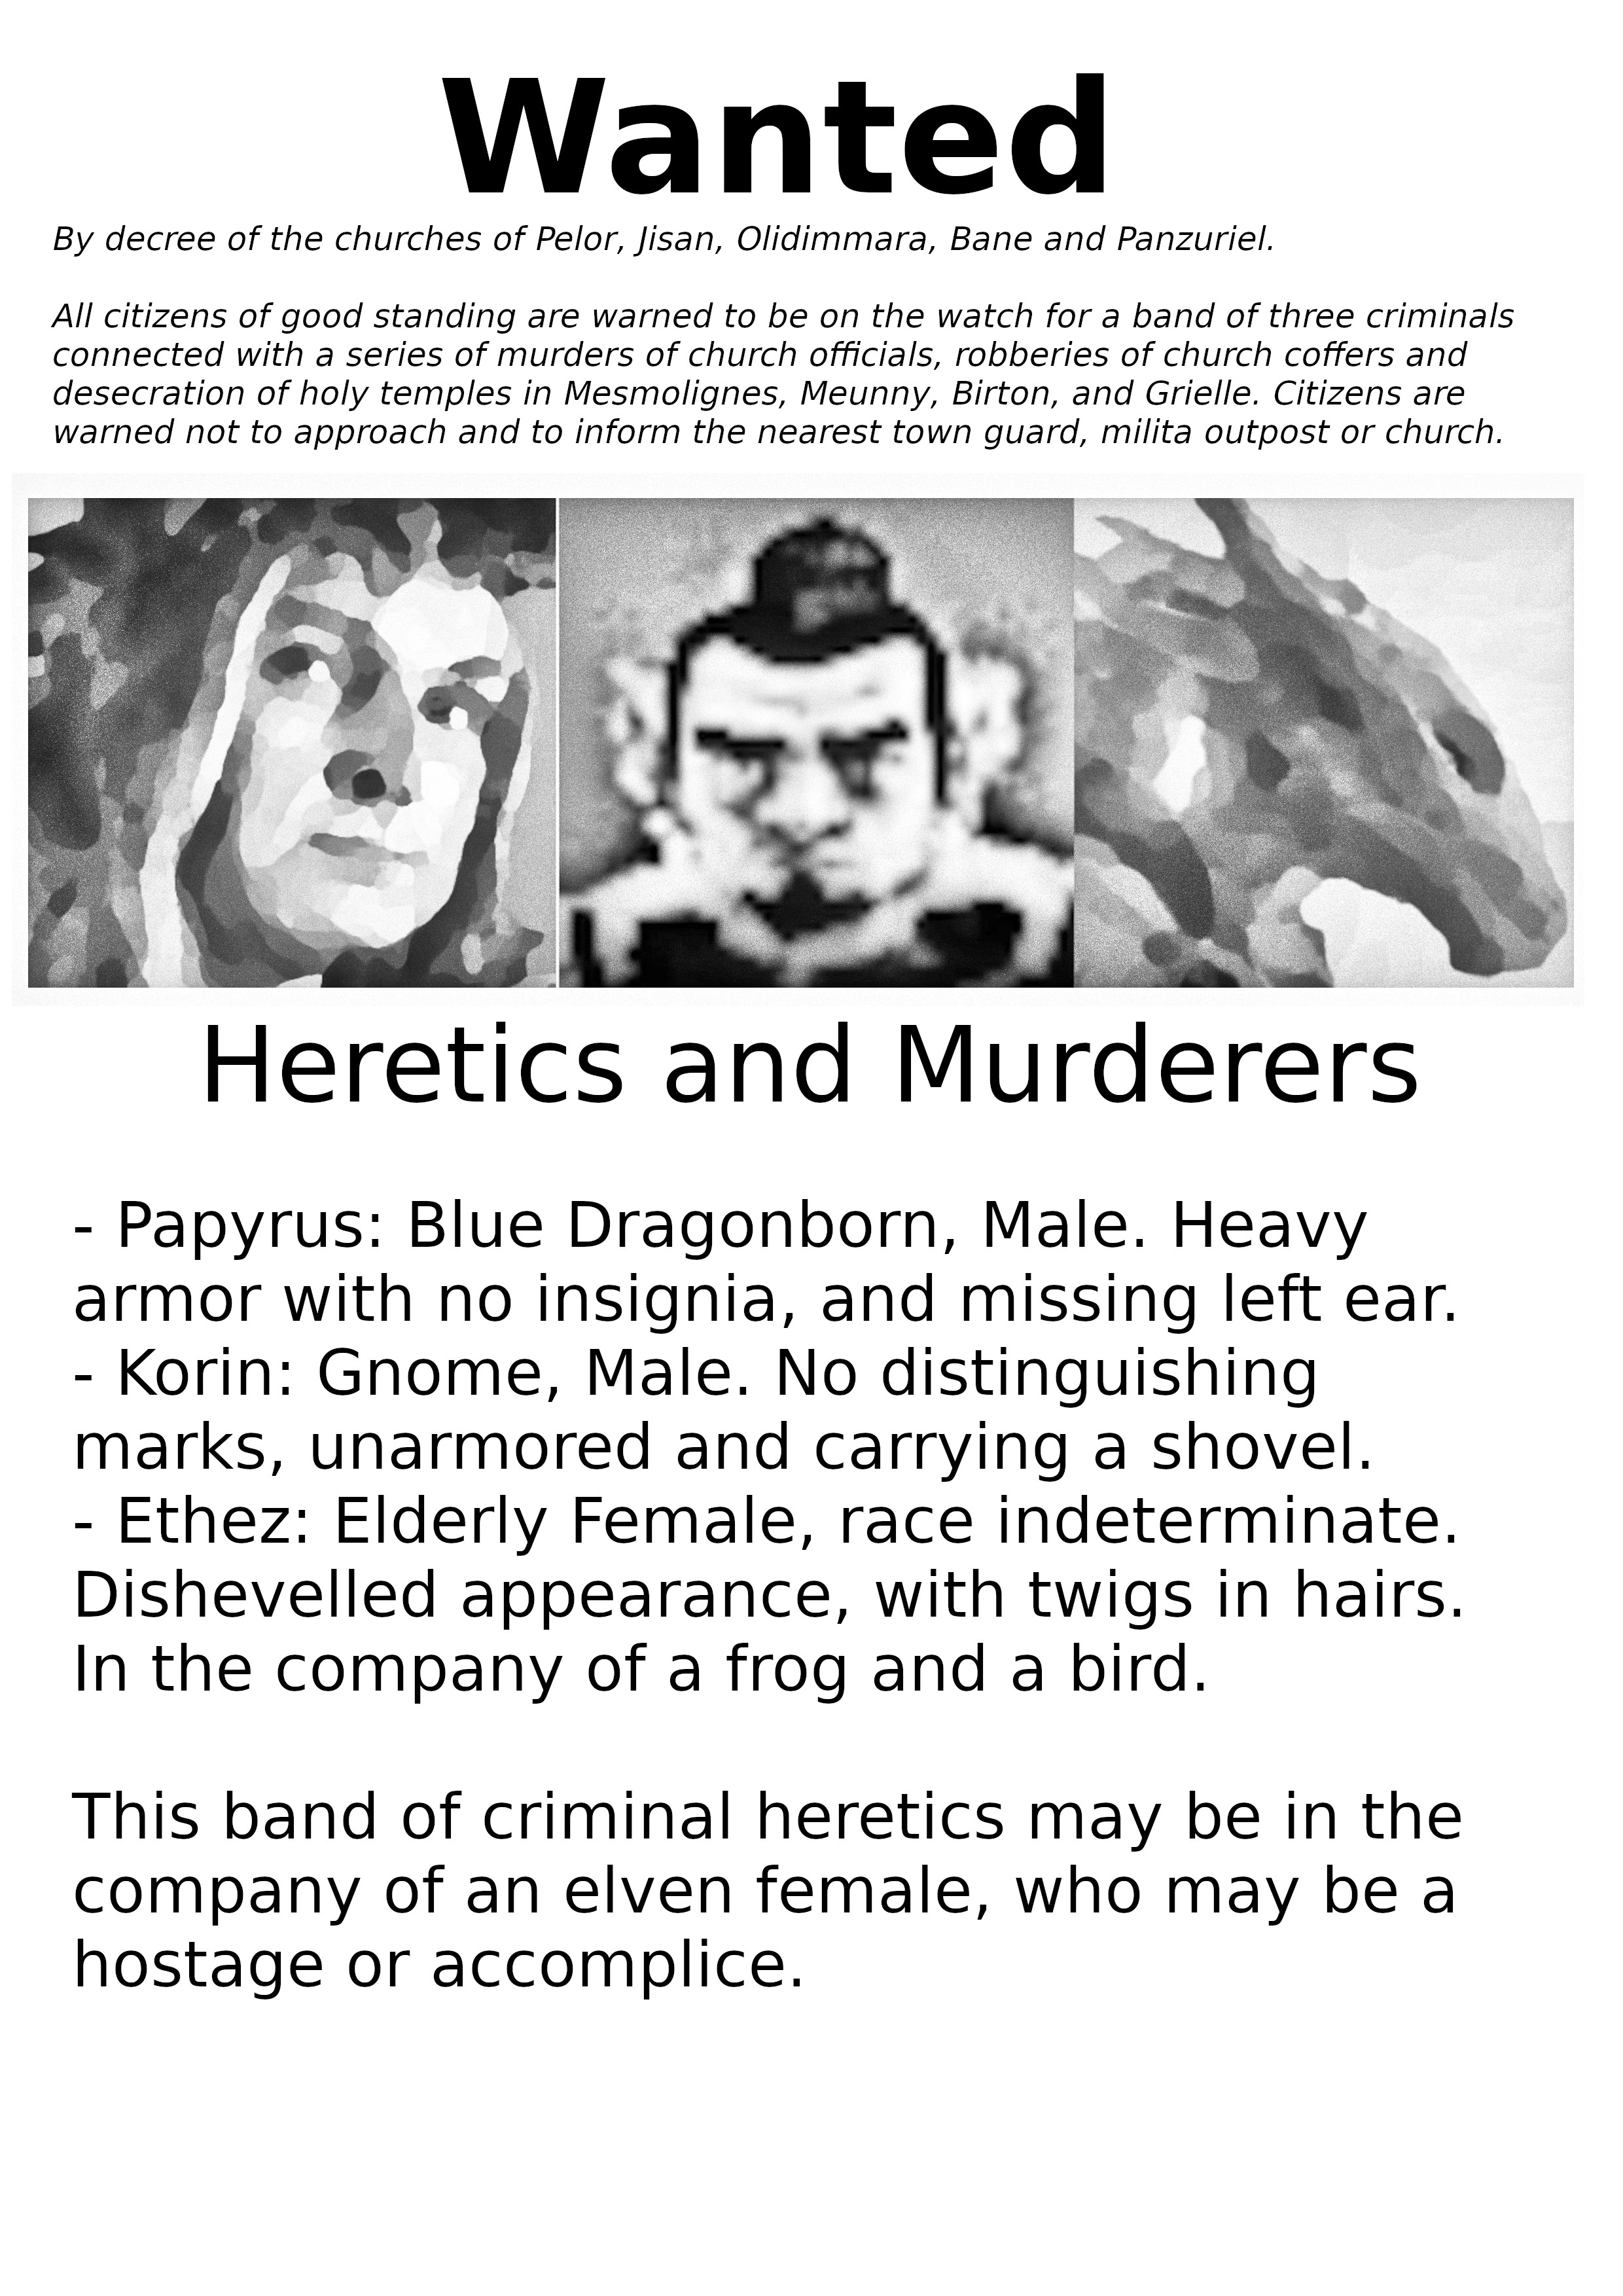 Wanted
By decree of the churches of Pelor, Jisan, Olidimmara, Bane and Panzuriel.
All citizens of good standing are warned to be on the watch for a band of three criminals
connected with a series of murders of church officials, robberies of church coffers and
desecration of holy temples in Mesmolignes, Meunny, Birton, and Grielle. Citizens are
warned not to approach and to inform the nearest town guard, milita outpost or church.
Heretics and Murderers
- Papyrus: Blue Dragonborn, Male. Heavy
armor with no insignia, and missing left ear.
- Korin: Gnome, Male. No distinguishing
marks, unarmored and carrying a shovel.
- Ethez: Elderly Female, race indeterminate.
Dishevelled appearance, with twigs in hairs.
In the company of a frog and a bird.
This band of criminal heretics may be in the
company of an elven female, who may be a
hostage or accomplice.